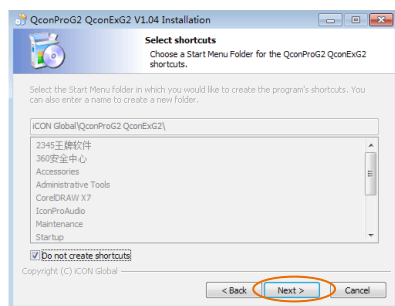 QconProG2 QconExG2 V1.04 Installation
Select shortcuts
Choose a Start Menu Folder for the QconProG2 QconExG2
shortcuts.
Select the Start Menu folder in which you would like to create the program's shortcuts. You
can also enter a name to create a new folder.
iCON Global\QconProG2 QconExG2\
2345王牌软件
360安全中心
Accessories
Administrative Tools
CorelDRAW X7
IconProAudio
Maintenance
Startup
Do not create shortcuts
Copyright (C) iCON Global
< Back
Next >
Cancel